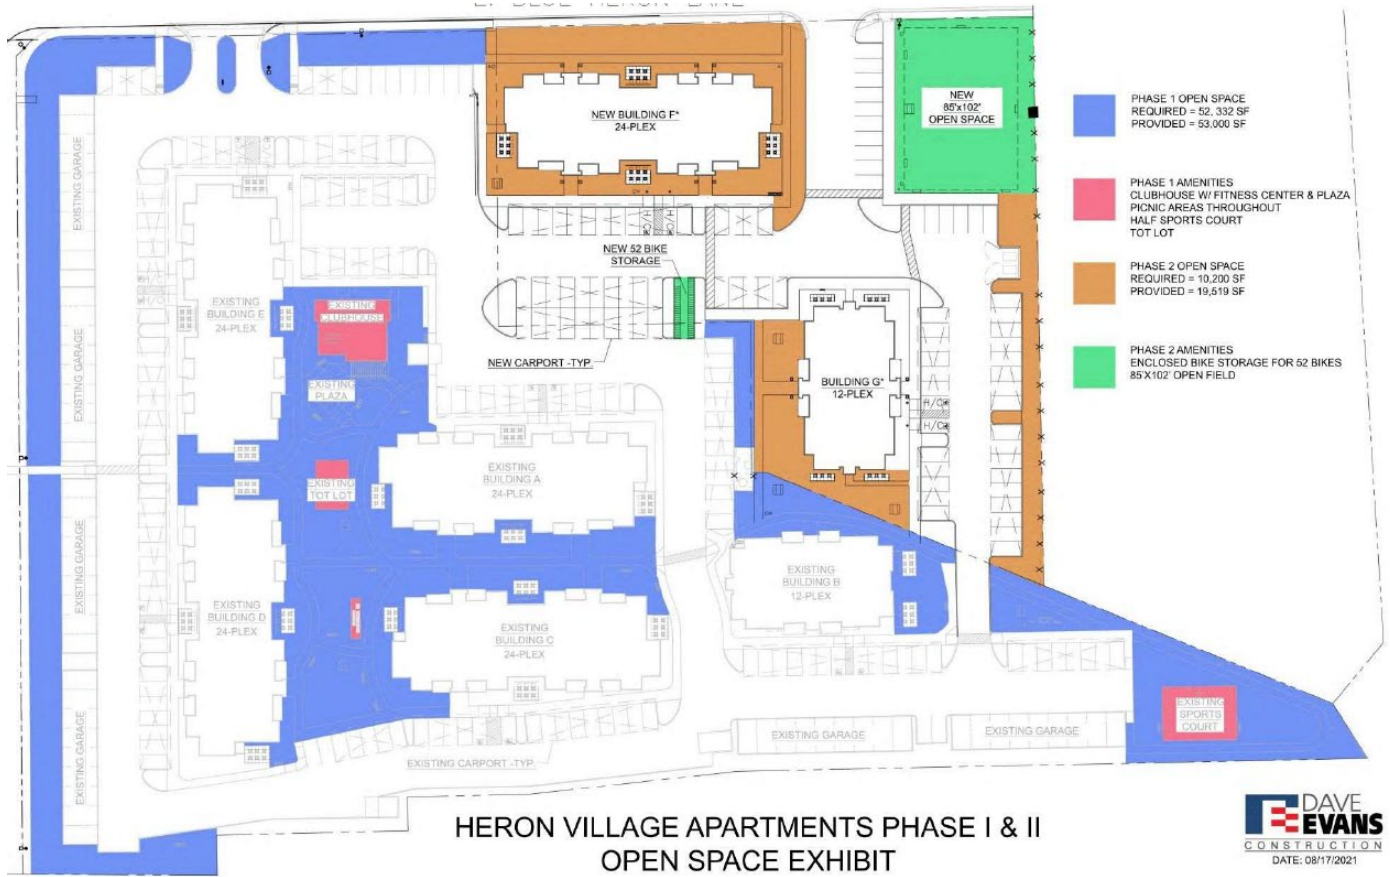 E. BLUE HERON LANE
NEW BUILDING F*
24-PLEX
NEW
85'x102'
OPEN SPACE
PHASE 1 OPEN SPACE
REQUIRED = 52, 332 SF
PROVIDED = 53,000 SF
PHASE 1 AMENITIES
CLUBHOUSE W/ FITNESS CENTER & PLAZA
PICNIC AREAS THROUGHOUT
HALF SPORTS COURT
TOT LOT
PHASE 2 OPEN SPACE
REQUIRED = 10,200 SF
PROVIDED = 19,519 SF
PHASE 2 AMENITIES
ENCLOSED BIKE STORAGE FOR 52 BIKES
85'X102' OPEN FIELD
EXISTING GARAGE
EXISTING GARAGE
EXISTING GARAGE
EXISTING GARAGE
NEW 52 BIKE
STORAGE
NEW CARPORT -TYP.
EXISTING
BUILDING E
24-PLEX
EXISTING
CLUBHOUSE
EXISTING
PLAZA
BUILDING G*
12-PLEX
H/C
H/C
EXISTING
TOT LOT
EXISTING
BUILDING A
24-PLEX
EXISTING
BUILDING B
12-PLEX
EXISTING
BUILDING D
24-PLEX
EXISTING
BUILDING C
24-PLEX
EXISTING
SPORTS
COURT
EXISTING GARAGE
EXISTING GARAGE
EXISTING CARPORT -TYP.
HERON VILLAGE APARTMENTS PHASE I & II
OPEN SPACE EXHIBIT
DAVE
EVANS
CONSTRUCTION
DATE: 08/17/2021